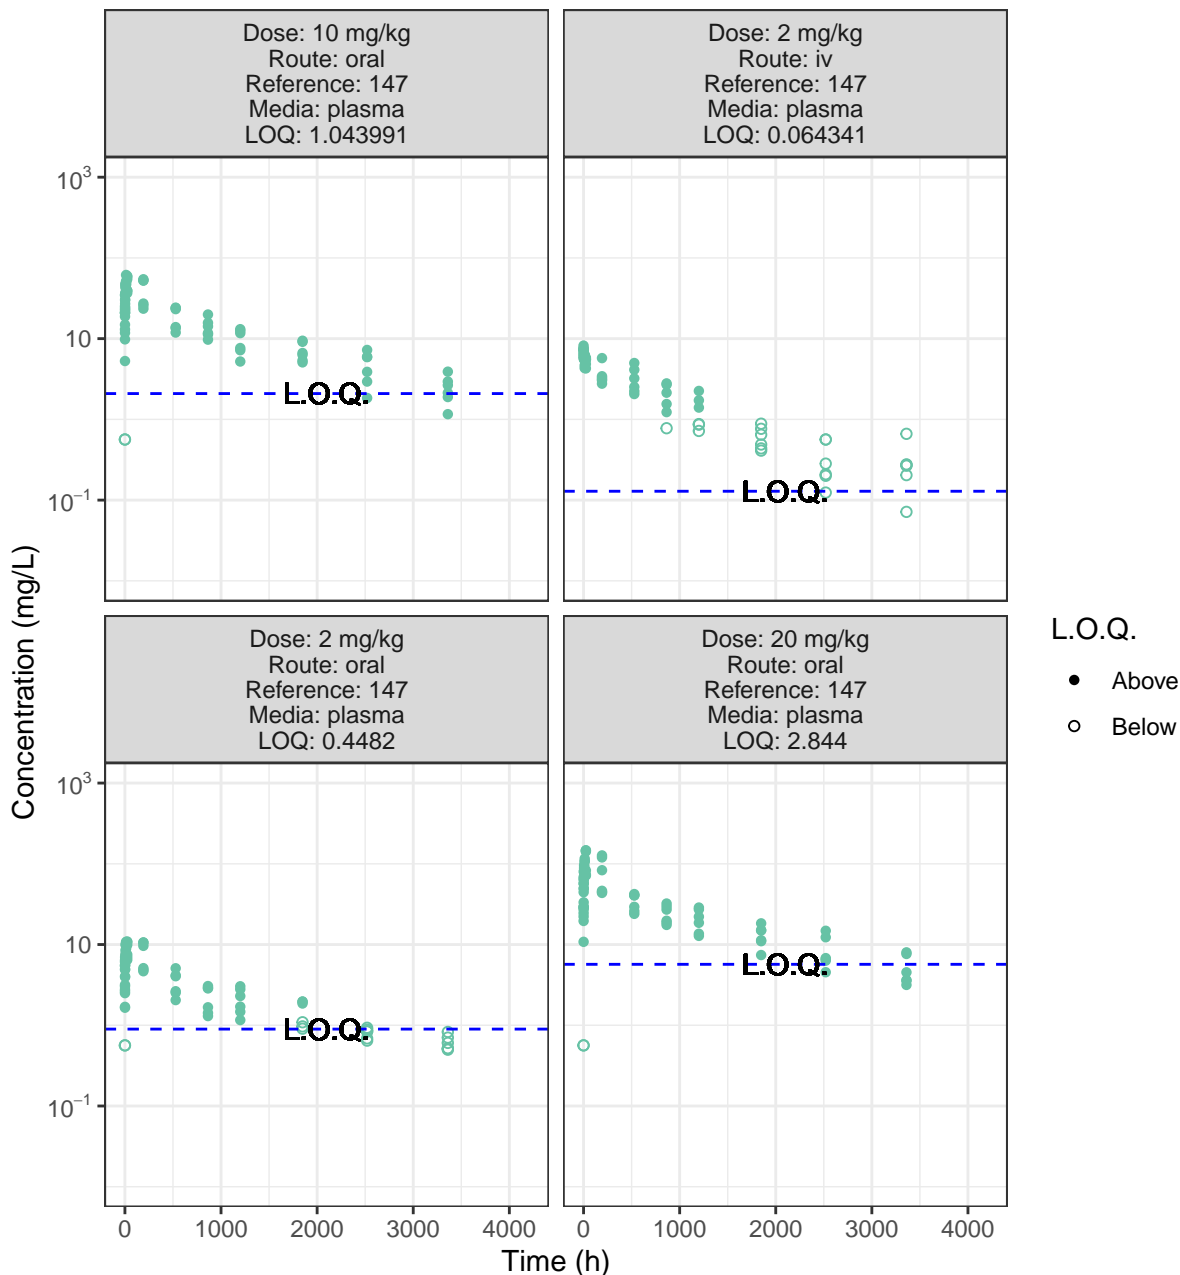 Dose: 10 mg/kg
Route: oral
Reference: 147
Media: plasma
LOQ: 1.043991
Dose: 2 mg/kg
Route: iv
Reference: 147
Media: plasma
LOQ: 0.064341
10³
10
10⁻¹
L.O.Q.
L.O.Q.
Dose: 2 mg/kg
Route: oral
Reference: 147
Media: plasma
LOQ: 0.4482
Dose: 20 mg/kg
Route: oral
Reference: 147
Media: plasma
LOQ: 2.844
10³
10
10⁻¹
L.O.Q.
L.O.Q.
0 1000 2000 3000 4000
0 1000 2000 3000 4000
Time (h)
Concentration (mg/L)
L.O.Q.
Above
Below